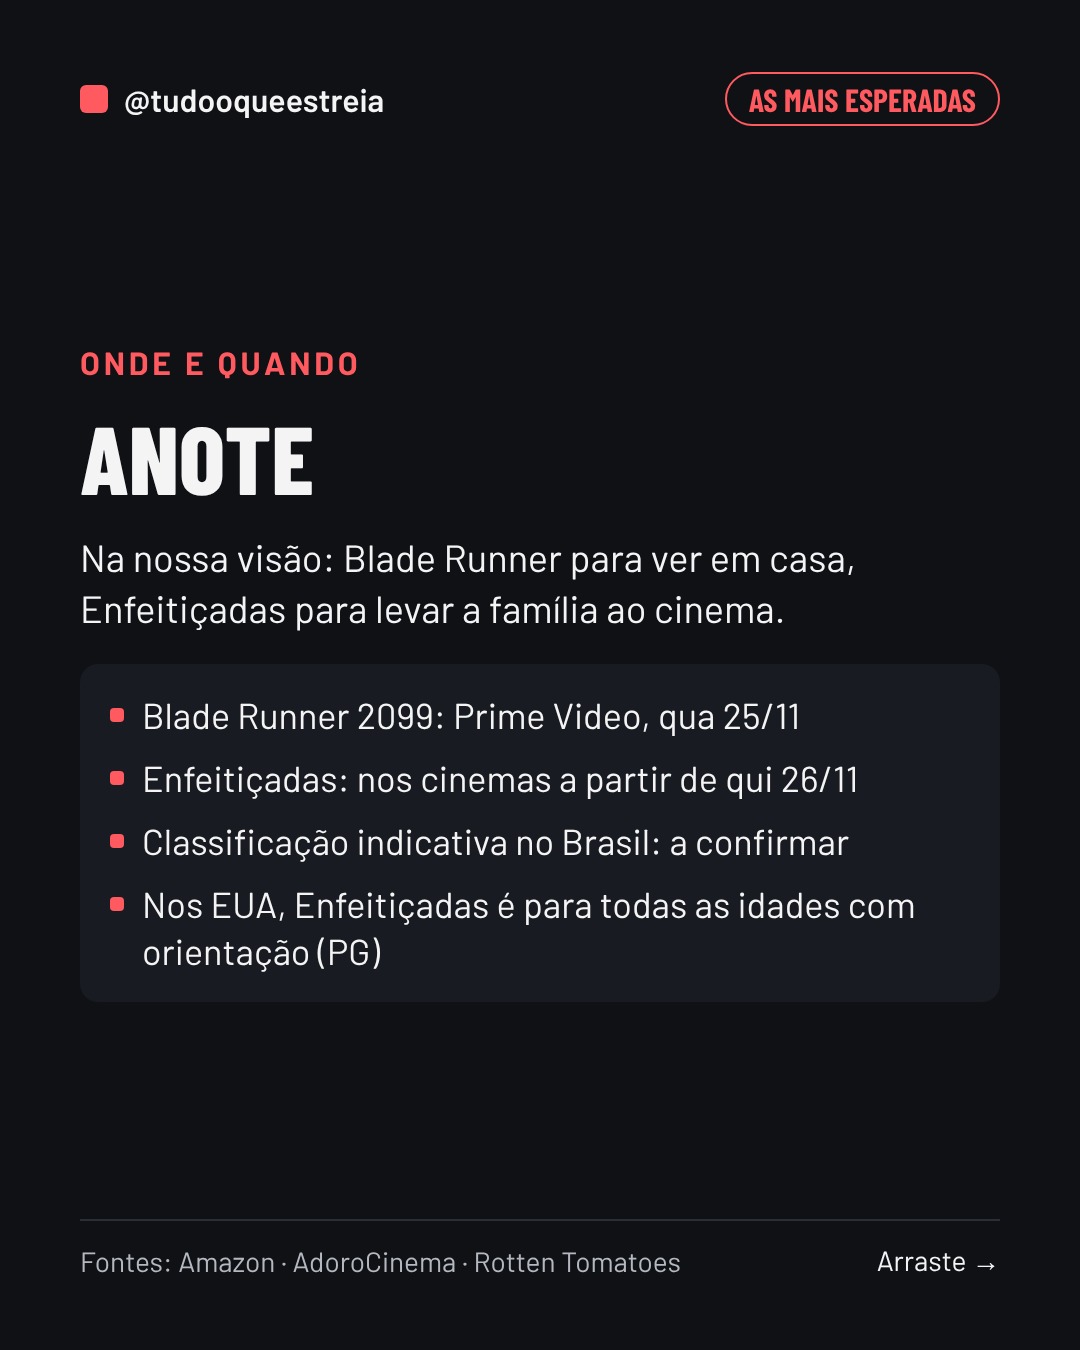 @tudooqueestreia
AS MAIS ESPERADAS
ONDE E QUANDO
ANOTE
Na nossa visão: Blade Runner para ver em casa,
Enfeitiçadas para levar a família ao cinema.
Blade Runner 2099: Prime Video, qua 25/11
Enfeitiçadas: nos cinemas a partir de qui 26/11
Classificação indicativa no Brasil: a confirmar
Nos EUA, Enfeitiçadas é para todas as idades com
orientação (PG)
Fontes: Amazon · AdoroCinema · Rotten Tomatoes
Arraste →